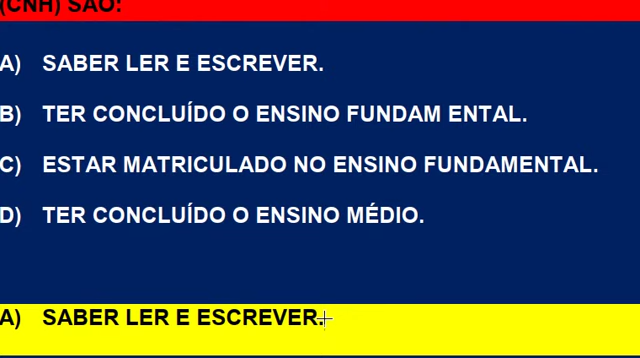 (CNH) SÃO:
A) SABER LER E ESCREVER.
B) TER CONCLUÍDO O ENSINO FUNDAM ENTAL.
C) ESTAR MATRICULADO NO ENSINO FUNDAMENTAL.
D) TER CONCLUÍDO O ENSINO MÉDIO.
A) SABER LER E ESCREVER.